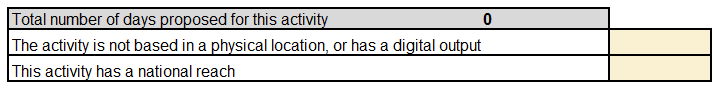 Total number of days proposed for this activity 0
The activity is not based in a physical location, or has a digital output
This activity has a national reach